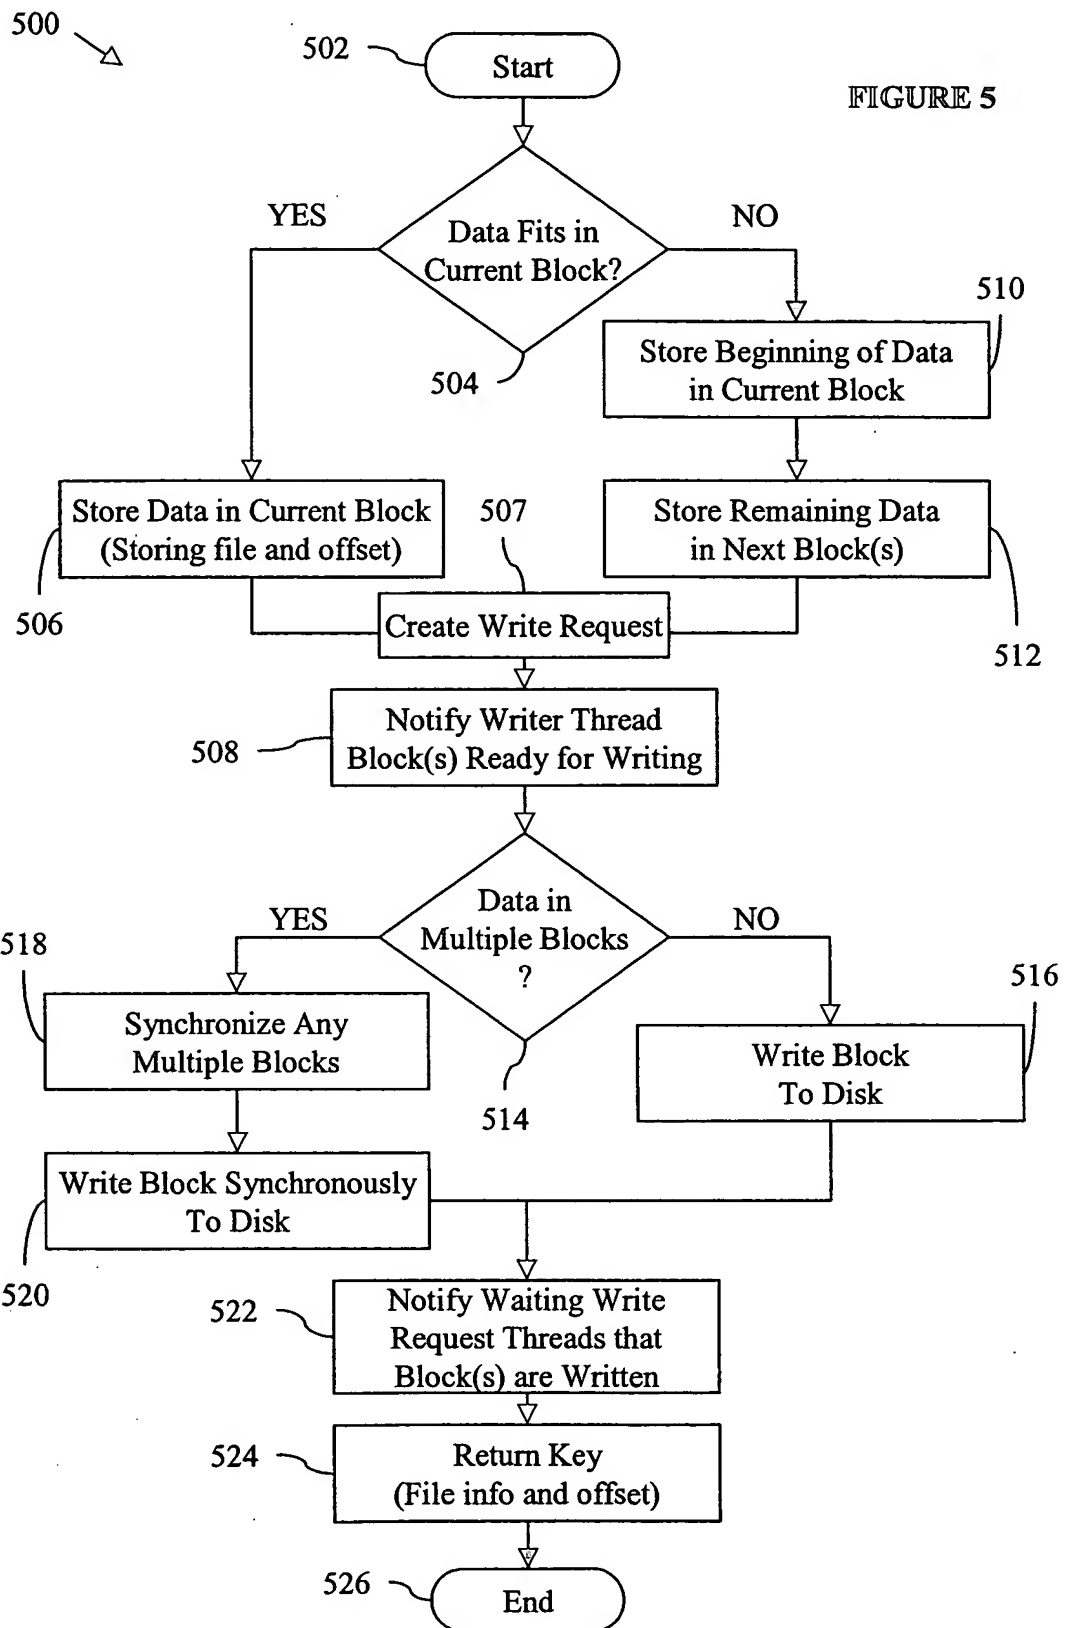 500
502
Start
FIGURE 5
YES
NO
Data Fits in
Current Block?
504
510
Store Beginning of Data
in Current Block
Store Data in Current Block
(Storing file and offset)
506
507
Store Remaining Data
in Next Block(s)
512
Create Write Request
508
Notify Writer Thread
Block(s) Ready for Writing
YES
NO
Data in
Multiple Blocks
?
514
518
Synchronize Any
Multiple Blocks
516
Write Block
To Disk
Write Block Synchronously
To Disk
520
522
Notify Waiting Write
Request Threads that
Block(s) are Written
524
Return Key
(File info and offset)
526
End